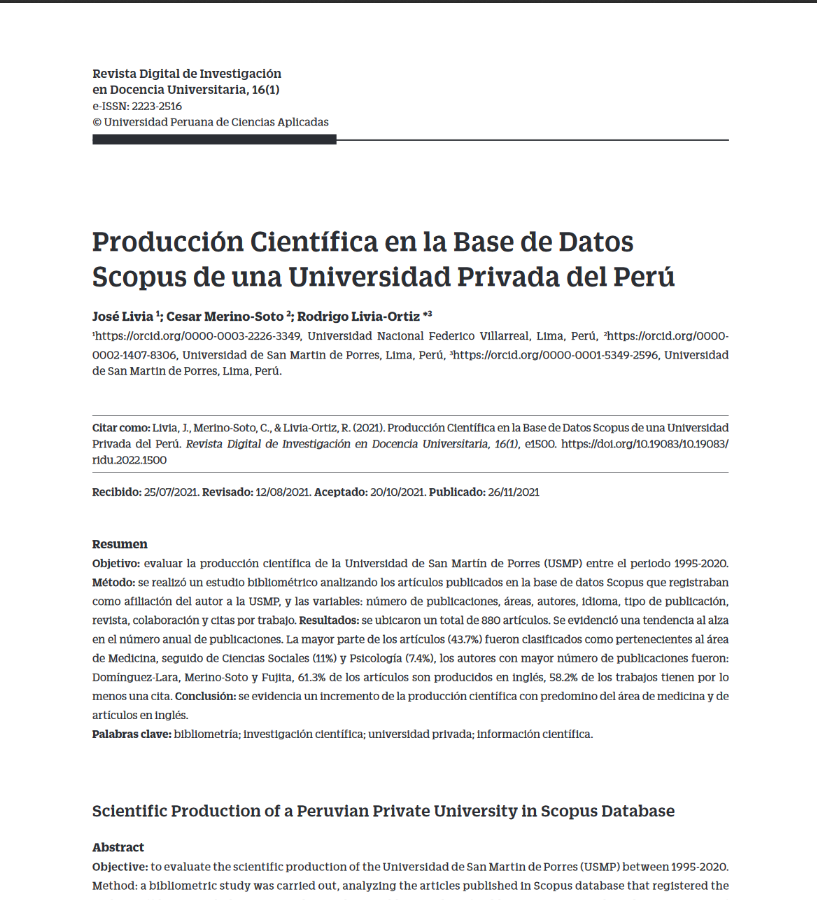 Revista Digital de Investigación
en Docencia Universitaria, 16(1)
e-ISSN: 2223-2516
© Universidad Peruana de Ciencias Aplicadas
Producción Científica en la Base de Datos
Scopus de una Universidad Privada del Perú
José Livia ¹; Cesar Merino-Soto ²; Rodrigo Livia-Ortiz *³
¹https://orcid.org/0000-0003-2226-3349, Universidad Nacional Federico Villarreal, Lima, Perú, ²https://orcid.org/0000-
0002-1407-8306, Universidad de San Martin de Porres, Lima, Perú, ³https://orcid.org/0000-0001-5349-2596, Universidad
de San Martin de Porres, Lima, Perú.
Citar como: Livia, J., Merino-Soto, C., & Livia-Ortiz, R. (2021). Producción Científica en la Base de Datos Scopus de una Universidad
Privada del Perú. Revista Digital de Investigación en Docencia Universitaria, 16(1), e1500. https://doi.org/10.19083/10.19083/
ridu.2022.1500
Recibido: 25/07/2021. Revisado: 12/08/2021. Aceptado: 20/10/2021. Publicado: 26/11/2021
Resumen
Objetivo: evaluar la producción científica de la Universidad de San Martín de Porres (USMP) entre el periodo 1995-2020.
Método: se realizó un estudio bibliométrico analizando los artículos publicados en la base de datos Scopus que registraban
como afiliación del autor a la USMP, y las variables: número de publicaciones, áreas, autores, idioma, tipo de publicación,
revista, colaboración y citas por trabajo. Resultados: se ubicaron un total de 880 artículos. Se evidenció una tendencia al alza
en el número anual de publicaciones. La mayor parte de los artículos (43.7%) fueron clasificados como pertenecientes al área
de Medicina, seguido de Ciencias Sociales (11%) y Psicología (7.4%), los autores con mayor número de publicaciones fueron:
Domínguez-Lara, Merino-Soto y Fujita, 61.3% de los artículos son producidos en inglés, 58.2% de los trabajos tienen por lo
menos una cita. Conclusión: se evidencia un incremento de la producción científica con predomino del área de medicina y de
artículos en inglés.
Palabras clave: bibliometría; investigación científica; universidad privada; información científica.
Scientific Production of a Peruvian Private University in Scopus Database
Abstract
Objective: to evaluate the scientific production of the Universidad de San Martin de Porres (USMP) between 1995-2020.
Method: a bibliometric study was carried out, analyzing the articles published in Scopus database that registered the